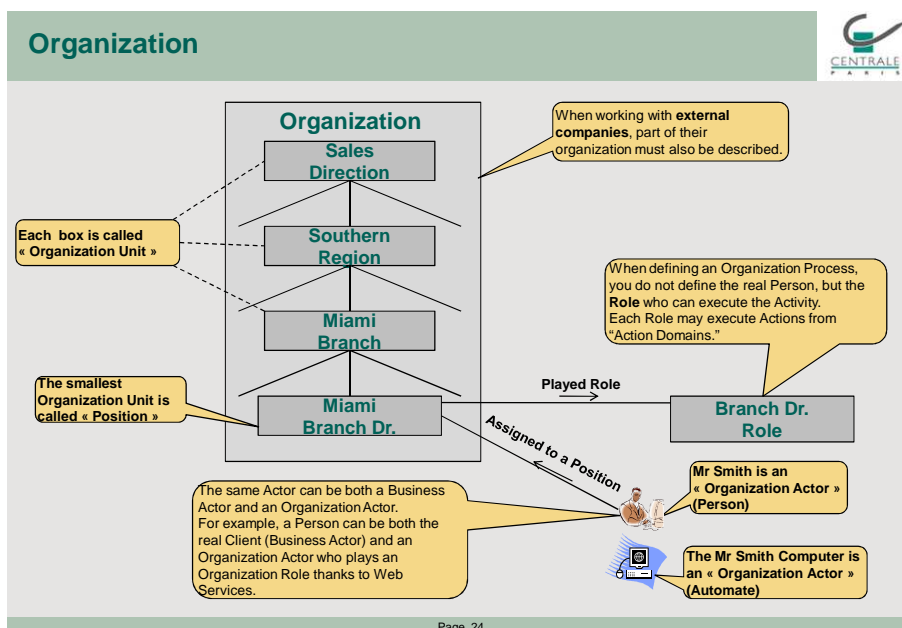 Organization
CENTRALE
PARIS
Organization
Sales
Direction
When working with external
companies, part of their
organization must also be described.
Each box is called
« Organization Unit »
Southern
Region
When defining an Organization Process,
you do not define the real Person, but the
Role who can execute the Activity.
Each Role may execute Actions from
“Action Domains.”
Miami
Branch
The smallest
Organization Unit is
called « Position »
Played Role
Miami
Branch Dr.
Branch Dr.
Role
Assigned to a Position
The same Actor can be both a Business
Actor and an Organization Actor.
For example, a Person can be both the
real Client (Business Actor) and an
Organization Actor who plays an
Organization Role thanks to Web
Services.
Mr Smith is an
« Organization Actor »
(Person)
The Mr Smith Computer is
an « Organization Actor »
(Automate)
Page 24